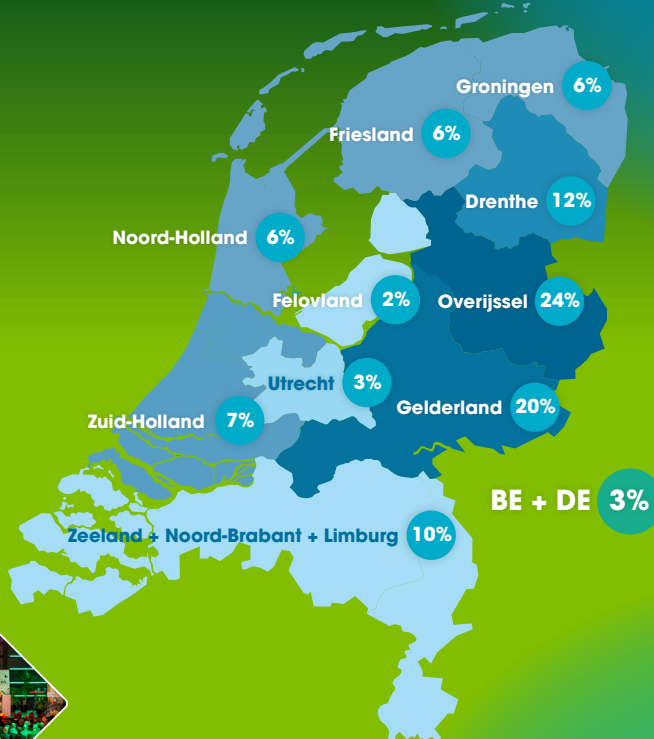 Groningen 6%
Friesland 6%
Drenthe 12%
Noord-Holland 6%
Felovland 2%
Overijssel 24%
Utrecht 3%
Gelderland 20%
Zuid-Holland 7%
BE + DE 3%
Zeeland + Noord-Brabant + Limburg 10%